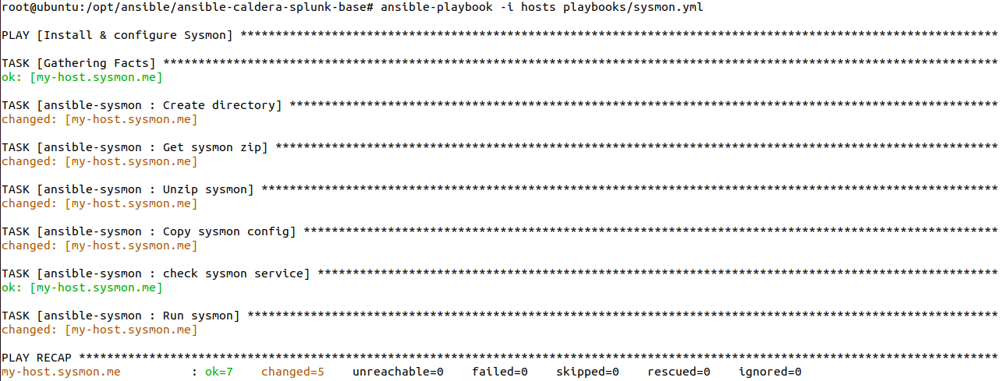 root@ubuntu:/opt/ansible/ansible-caldera-splunk-base# ansible-playbook -i hosts playbooks/sysmon.yml
PLAY [Install & configure Sysmon] ************************************************************************************************************
TASK [Gathering Facts] ***********************************************************************************************************************
ok: [my-host.sysmon.me]
TASK [ansible-sysmon : Create directory] *****************************************************************************************************
changed: [my-host.sysmon.me]
TASK [ansible-sysmon : Get sysmon zip] *******************************************************************************************************
changed: [my-host.sysmon.me]
TASK [ansible-sysmon : Unzip sysmon] *********************************************************************************************************
changed: [my-host.sysmon.me]
TASK [ansible-sysmon : Copy sysmon config] ***************************************************************************************************
changed: [my-host.sysmon.me]
TASK [ansible-sysmon : check sysmon service] *************************************************************************************************
ok: [my-host.sysmon.me]
TASK [ansible-sysmon : Run sysmon] ***********************************************************************************************************
changed: [my-host.sysmon.me]
PLAY RECAP ***********************************************************************************************************************************
my-host.sysmon.me          : ok=7    changed=5    unreachable=0    failed=0    skipped=0    rescued=0    ignored=0